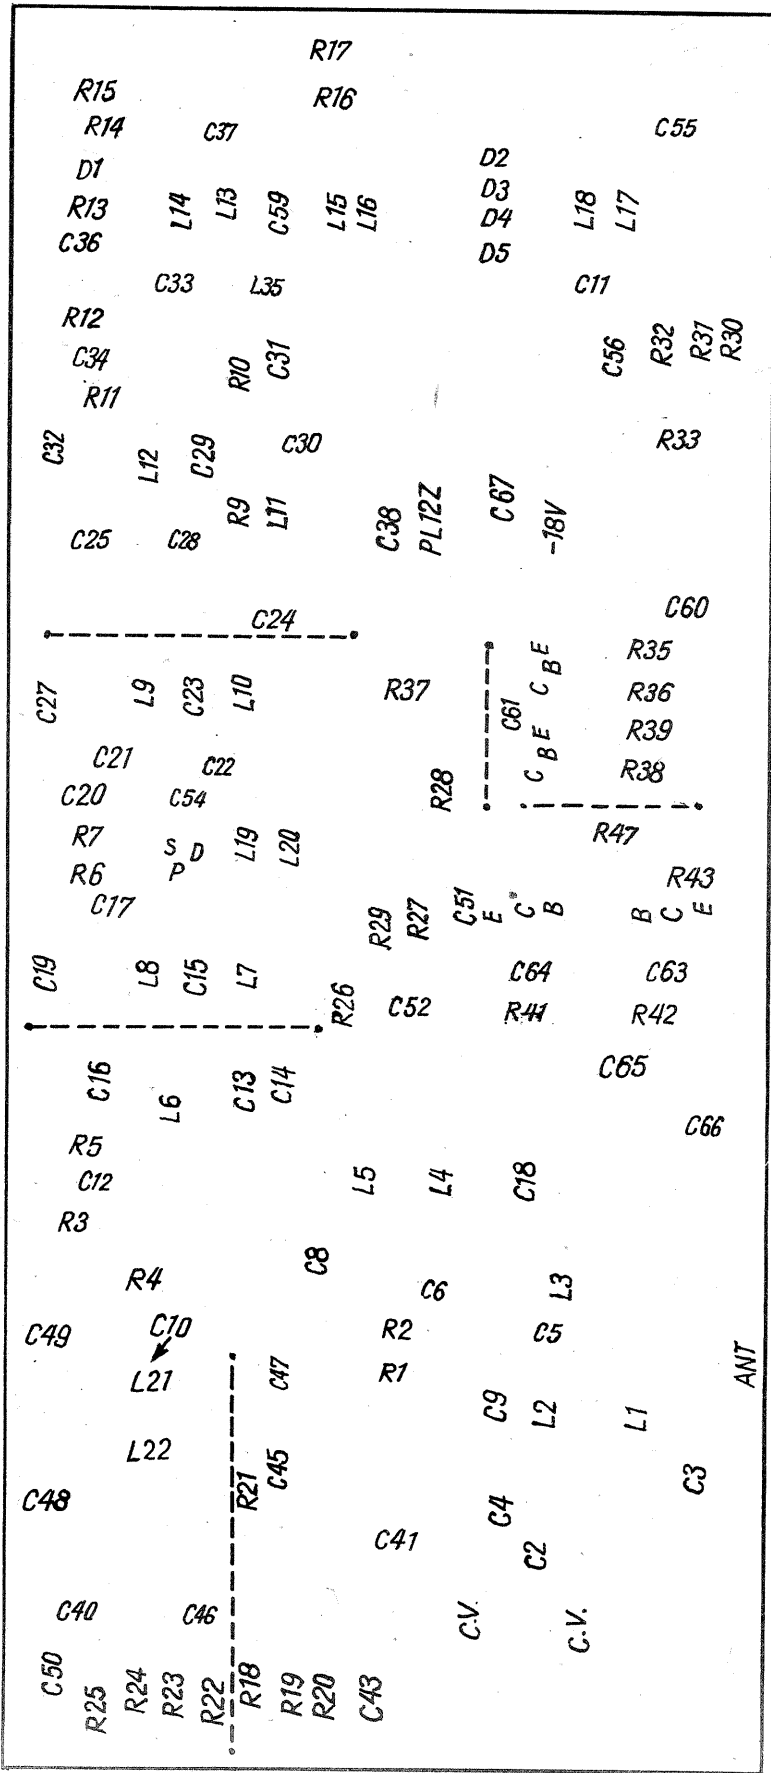 R17
R15
R16
R14
C37
C55
D1
D2
D3
R13
L14
L13
C59
L15
L16
D4
L18
L17
C36
D5
C33
L35
C11
R12
C34
R10
C31
C56
R32
R31
R30
R11
C32
L12
C29
C30
R33
R9
L11
C38
PL12Z
C67
-18V
C25
C28
C24
C60
E
B
C
R35
C27
L9
C23
L10
R37
C61
R36
E
B
C
R39
C21
C22
R28
R38
C20
C54
R7
S
D
P
L19
L20
R47
R6
R43
C17
R29
R27
C51
E
C
B
B
C
E
C19
L8
C15
L7
C64
C63
R26
C52
R41
R42
C16
L6
C13
C14
C65
C66
R5
C12
L5
L4
C18
R3
C8
R4
C6
L3
C49
C10
R2
C5
L21
C47
R1
ANT
C9
L2
L1
L22
R21
C45
C3
C48
C4
C41
C2
C40
C46
C.V.
C.V.
C50
R25
R24
R23
R22
R18
R19
R20
C43